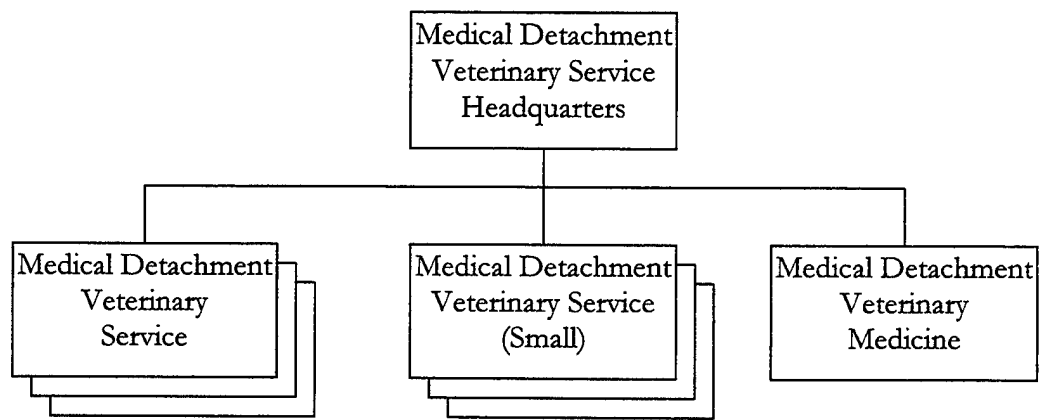 Medical Detachment
Veterinary Service
Headquarters
Medical Detachment
Veterinary
Service
Medical Detachment
Veterinary Service
(Small)
Medical Detachment
Veterinary
Medicine